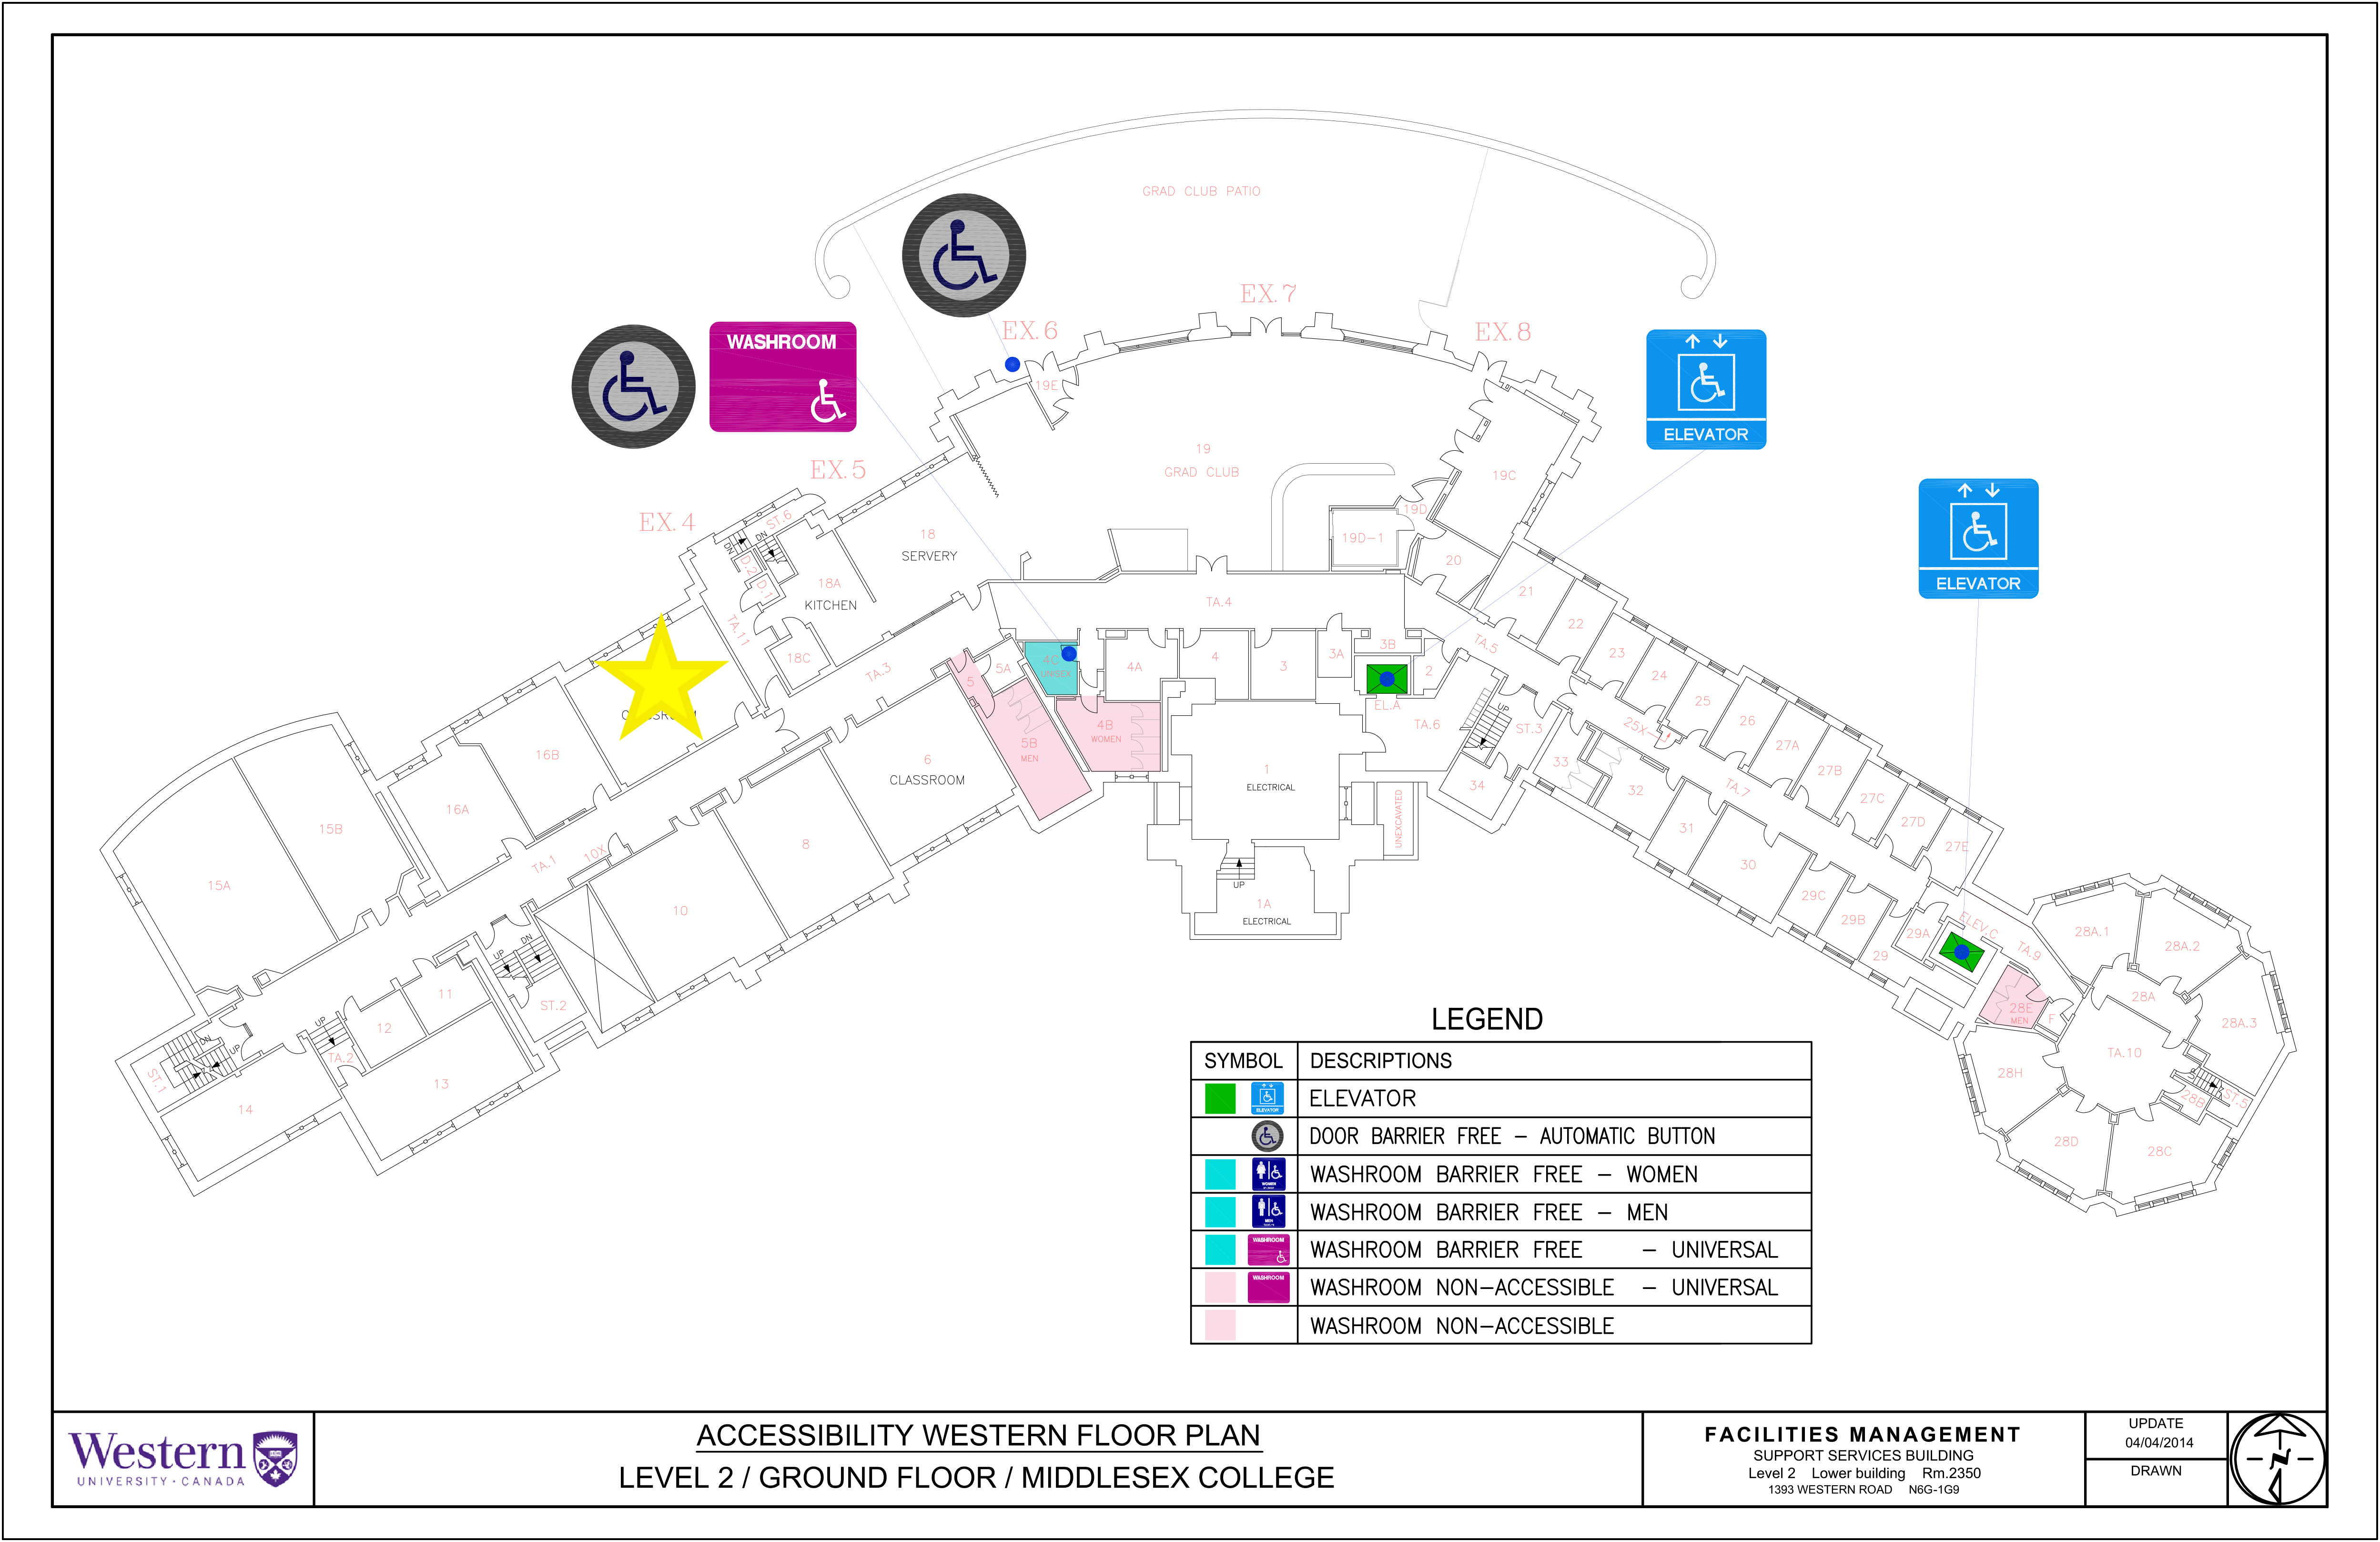 GRAD CLUB PATIO
EX.7
EX.6
EX.8
WASHROOM
ELEVATOR
19E
EX.5
19
GRAD CLUB
19C
EX.4
ST.6
19D
ELEVATOR
DN
DN
18
SERVERY
19D-1
D.2
D.1
18A
KITCHEN
20
21
TA.4
22
TA.11
TA.5
3B
3A
23
18C
TA.3
5A
4A
4
3
2
24
5
UNISEX
25
EL.A
UP
26
4B
WOMEN
TA.6
ST.3
25X
5B
MEN
27A
16B
6
CLASSROOM
1
ELECTRICAL
33
27B
34
32
TA.7
27C
16A
UNEXCAVATED
27D
15B
31
8
27E
10X
TA.1
30
15A
UP
29C
1A
ELECTRICAL
10
29B
29A
ELEV.C
28A.1
28A.2
TA.9
DN
UP
29
11
ST.2
28A
28E
MEN
F
28A.3
12
UP
DN
UP
TA.2
TA.10
28H
ST.1
13
28B
ST.5
14
28D
28C
LEGEND
SYMBOL DESCRIPTIONS
ELEVATOR ELEVATOR
DOOR BARRIER FREE - AUTOMATIC BUTTON
WOMEN WASHROOM BARRIER FREE - WOMEN
MEN WASHROOM BARRIER FREE - MEN
WASHROOM WASHROOM BARRIER FREE - UNIVERSAL
WASHROOM WASHROOM NON-ACCESSIBLE - UNIVERSAL
WASHROOM NON-ACCESSIBLE
Western
UNIVERSITY · CANADA
ACCESSIBILITY WESTERN FLOOR PLAN
LEVEL 2 / GROUND FLOOR / MIDDLESEX COLLEGE
FACILITIES MANAGEMENT
SUPPORT SERVICES BUILDING
Level 2 Lower building Rm.2350
1393 WESTERN ROAD N6G-1G9
UPDATE
04/04/2014
DRAWN
N